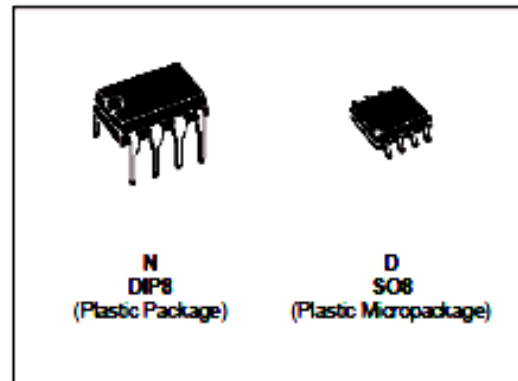 N
DIP8
(Plastic Package)
D
SO8
(Plastic Micropackage)